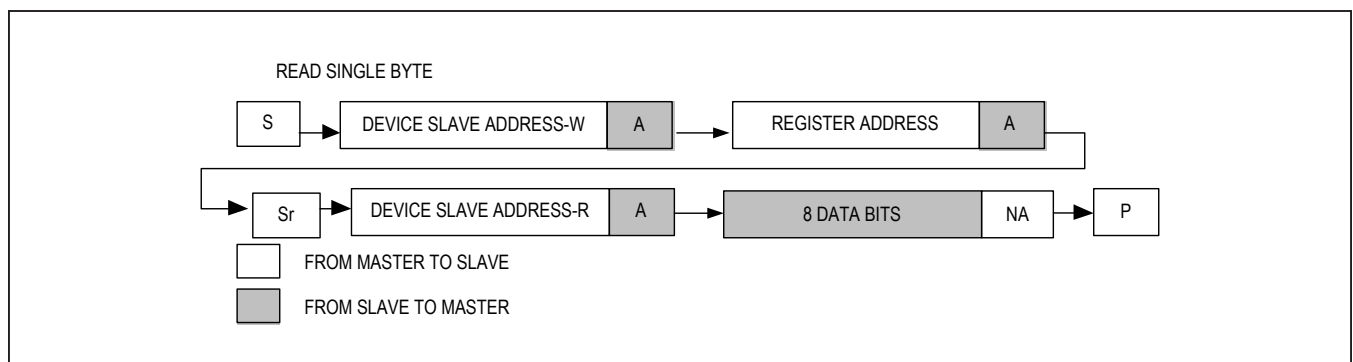 READ SINGLE BYTE
S DEVICE SLAVE ADDRESS-W A REGISTER ADDRESS A
Sr DEVICE SLAVE ADDRESS-R A 8 DATA BITS NA P
FROM MASTER TO SLAVE
FROM SLAVE TO MASTER